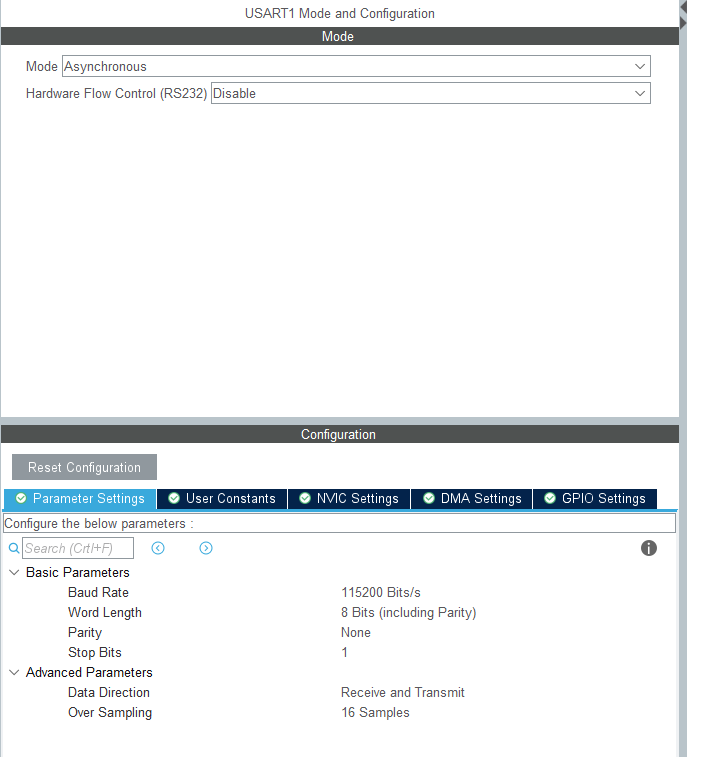 USART1 Mode and Configuration
Mode
Mode Asynchronous
Hardware Flow Control (RS232) Disable
Configuration
Reset Configuration
Parameter Settings User Constants NVIC Settings DMA Settings GPIO Settings
Configure the below parameters :
Search (Crtl+F)
Basic Parameters
Baud Rate 115200 Bits/s
Word Length 8 Bits (including Parity)
Parity None
Stop Bits 1
Advanced Parameters
Data Direction Receive and Transmit
Over Sampling 16 Samples